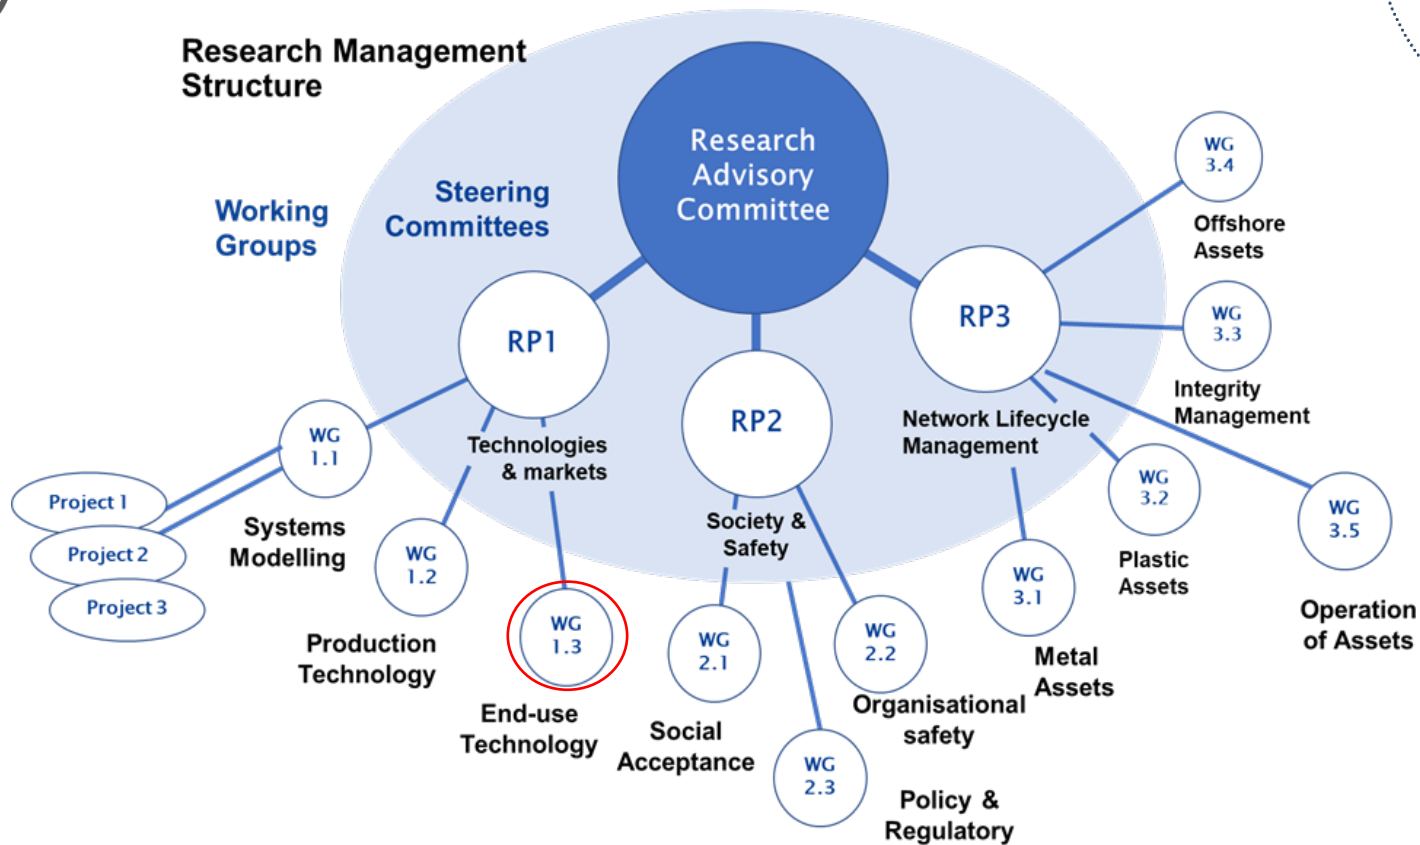 Research Management
Structure
Research
Advisory
Committee
Steering
Committees
Working
Groups
RP1
Technologies
& markets
RP2
Society &
Safety
RP3
Network Lifecycle
Management
WG
1.1
Systems
Modelling
Project 1
Project 2
Project 3
WG
1.2
Production
Technology
WG
1.3
End-use
Technology
WG
2.1
Social
Acceptance
WG
2.2
Organisational
safety
WG
2.3
Policy &
Regulatory
WG
3.1
Metal
Assets
WG
3.2
Plastic
Assets
WG
3.3
Integrity
Management
WG
3.4
Offshore
Assets
WG
3.5
Operation
of Assets